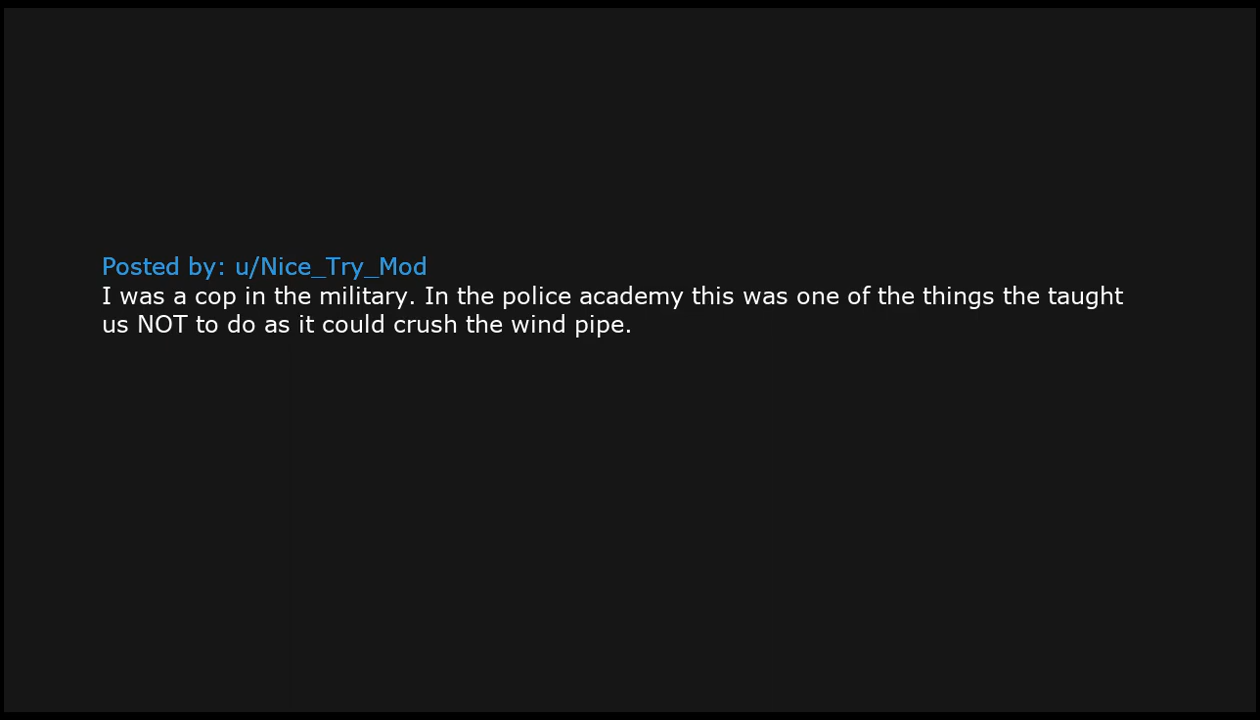 Posted by: u/Nice_Try_Mod
I was a cop in the military. In the police academy this was one of the things the taught
us NOT to do as it could crush the wind pipe.